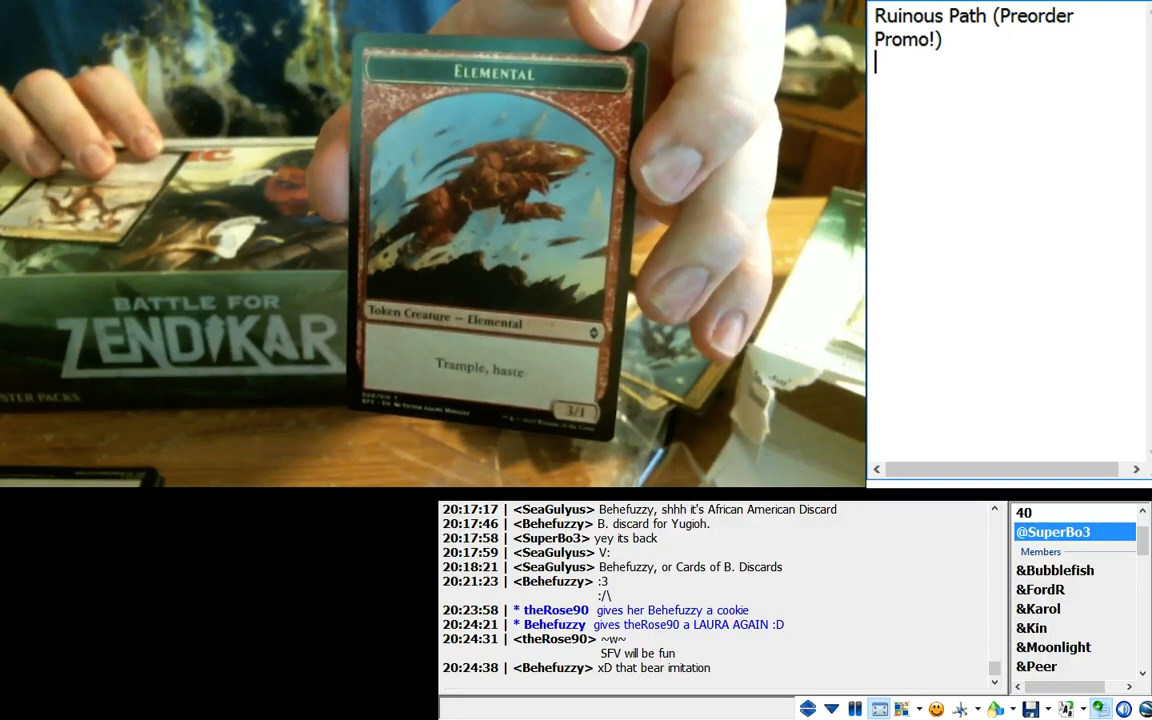 Ruinous Path (Preorder
Promo!)
ELEMENTAL
Token Creature — Elemental
Trample, haste
3/1
BATTLE FOR
ZENDIKAR
STER PACKS
20:17:17 | <SeaGulyus> Behefuzzy, shhh it's African American Discard
20:17:46 | <Behefuzzy> B. discard for Yugioh.
20:17:58 | <SuperBo3> yey its back
20:17:59 | <SeaGulyus> V:
20:18:21 | <SeaGulyus> Behefuzzy, or Cards of B. Discards
20:21:23 | <Behefuzzy> :3
:/\
20:23:58 | * theRose90 gives her Behefuzzy a cookie
20:24:21 | * Behefuzzy gives theRose90 a LAURA AGAIN :D
20:24:31 | <theRose90> ~w~
SFV will be fun
20:24:38 | <Behefuzzy> xD that bear imitation
40
@SuperBo3
Members
&Bubblefish
&FordR
&Karol
&Kin
&Moonlight
&Peer